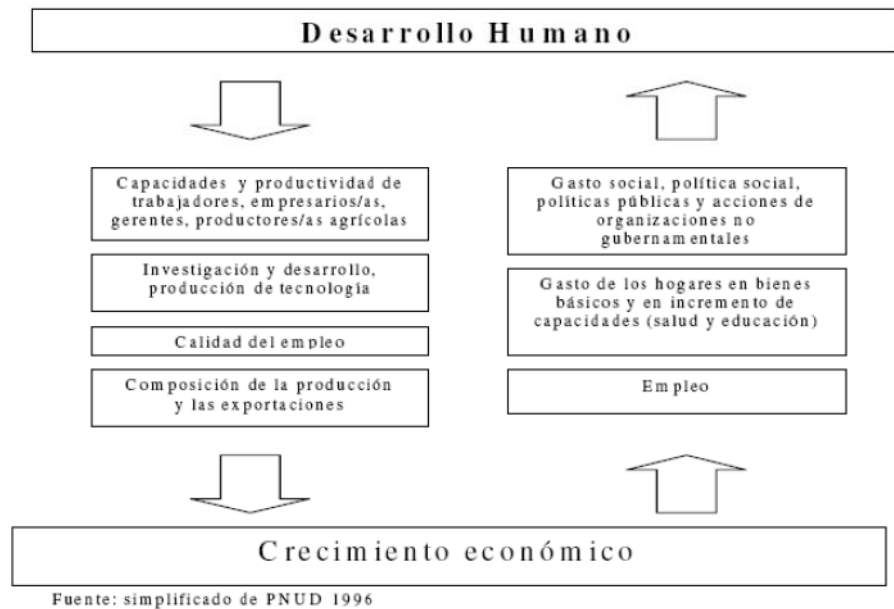 Desarrollo Humano
Capacidades y productividad de
trabajadores, empresarios/as,
gerentes, productores/as agrícolas
Investigación y desarrollo,
producción de tecnología
Calidad del empleo
Composición de la producción
y las exportaciones
Gasto social, política social,
políticas públicas y acciones de
organizaciones no
gubernamentales
Gasto de los hogares en bienes
básicos y en incremento de
capacidades (salud y educación)
Empleo
Crecimiento económico
Fuente: simplificado de PNUD 1996